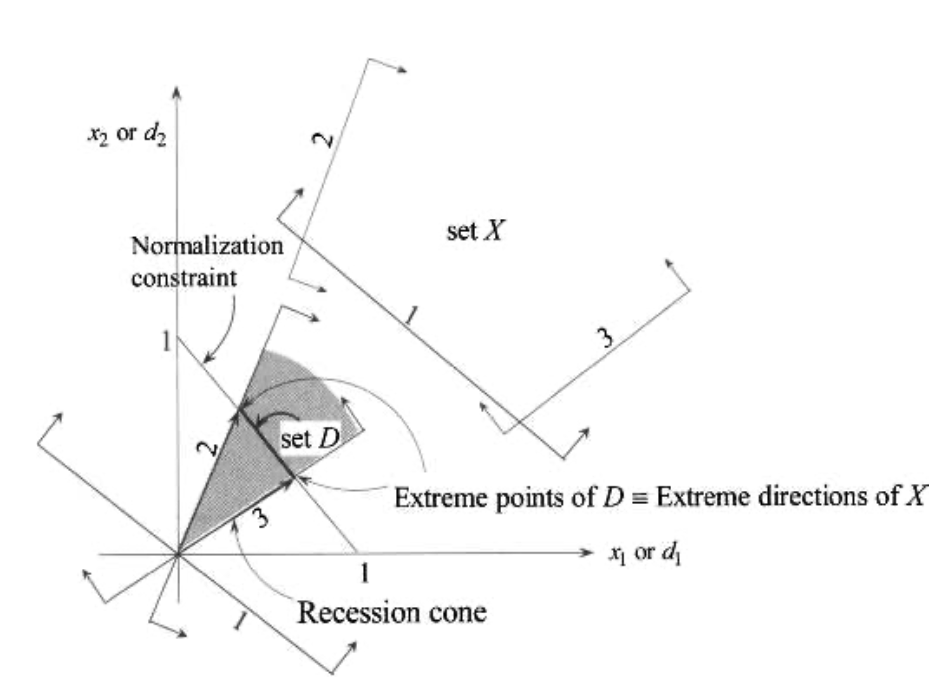 x₂ or d₂
2
set X
Normalization
constraint
1
1
3
2
set D
3
Extreme points of D ≡ Extreme directions of X
x₁ or d₁
1
Recession cone
1